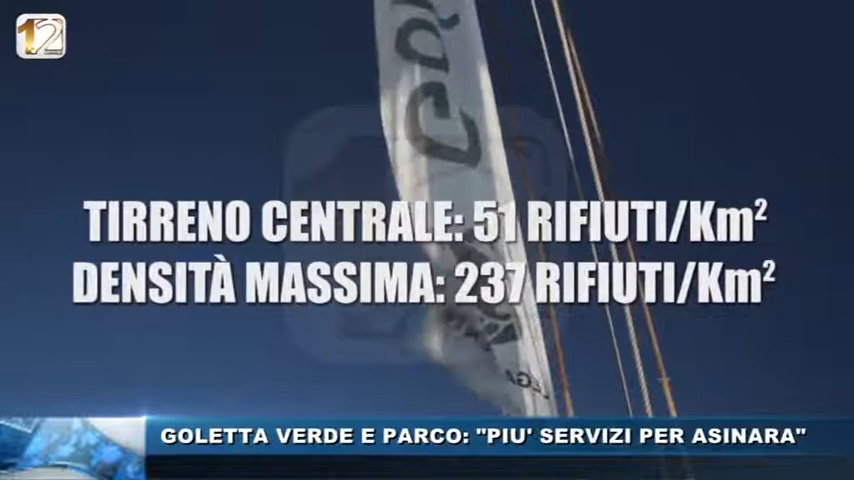 12
TIRRENO CENTRALE: 51 RIFIUTI/Km²
DENSITÀ MASSIMA: 237 RIFIUTI/Km²
GOLETTA VERDE E PARCO: "PIU' SERVIZI PER ASINARA"